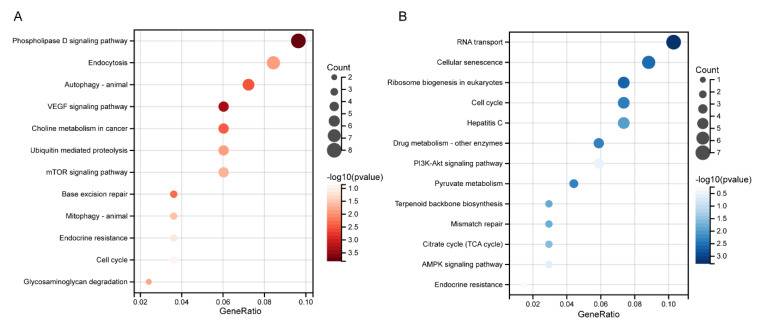 A
Phospholipase D signaling pathway
Endocytosis
Autophagy - animal
VEGF signaling pathway
Choline metabolism in cancer
Ubiquitin mediated proteolysis
mTOR signaling pathway
Base excision repair
Mitophagy - animal
Endocrine resistance
Cell cycle
Glycosaminoglycan degradation
0.02 0.04 0.06 0.08 0.10
GeneRatio
Count
2
3
4
5
6
7
8
-log10(pvalue)
1.0
1.5
2.0
2.5
3.0
3.5
B
RNA transport
Cellular senescence
Ribosome biogenesis in eukaryotes
Cell cycle
Hepatitis C
Drug metabolism - other enzymes
PI3K-Akt signaling pathway
Pyruvate metabolism
Terpenoid backbone biosynthesis
Mismatch repair
Citrate cycle (TCA cycle)
AMPK signaling pathway
Endocrine resistance
0.02 0.04 0.06 0.08 0.10
GeneRatio
Count
1
2
3
4
5
6
7
-log10(pvalue)
0.5
1.0
1.5
2.0
2.5
3.0